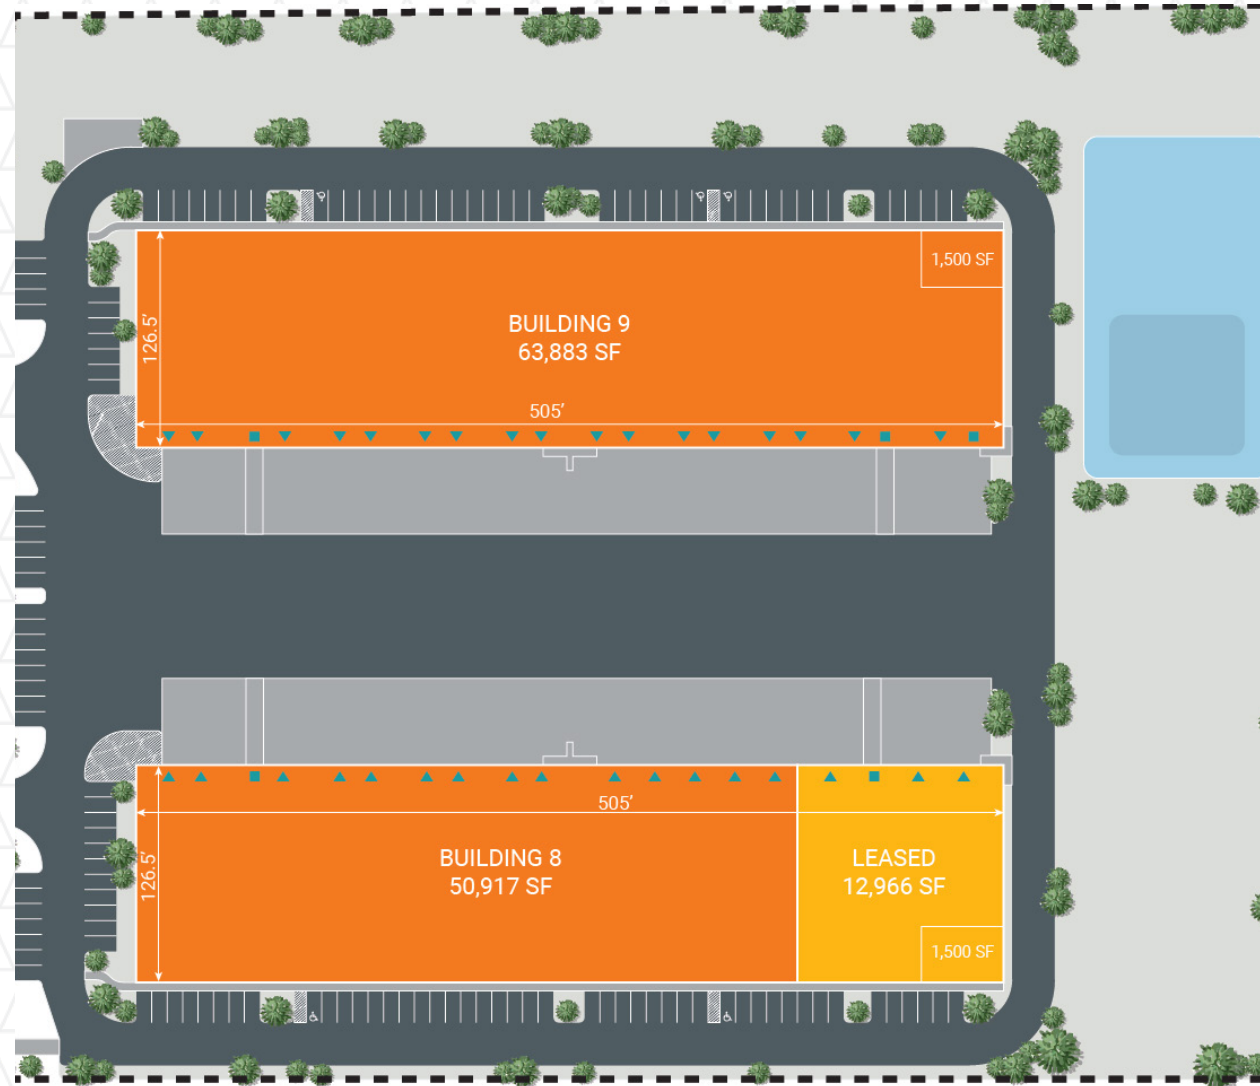 1,500 SF
BUILDING 9
63,883 SF
126.5'
505'
505'
BUILDING 8
50,917 SF
LEASED
12,966 SF
126.5'
1,500 SF